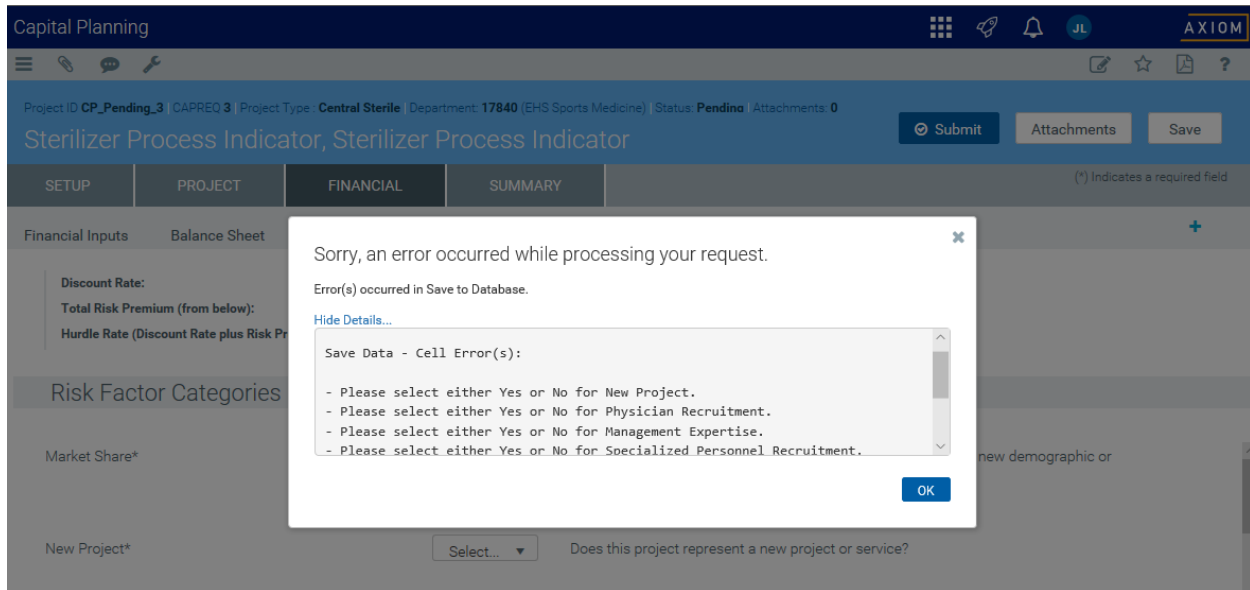 Capital Planning
JL
AXIOM
?
Project ID CP_Pending_3 | CAPREQ 3 | Project Type : Central Sterile | Department: 17840 (EHS Sports Medicine) | Status: Pending | Attachments: 0
Sterilizer Process Indicator, Sterilizer Process Indicator
Submit Attachments Save
SETUP PROJECT FINANCIAL SUMMARY (*) Indicates a required field
Financial Inputs Balance Sheet
Sorry, an error occurred while processing your request.
Error(s) occurred in Save to Database.
Hide Details...
Save Data - Cell Error(s):
- Please select either Yes or No for New Project.
- Please select either Yes or No for Physician Recruitment.
- Please select either Yes or No for Management Expertise.
- Please select either Yes or No for Specialized Personnel Recruitment.
OK
Discount Rate:
Total Risk Premium (from below):
Hurdle Rate (Discount Rate plus Risk Pr
Risk Factor Categories
Market Share* new demographic or
New Project* Select... Does this project represent a new project or service?